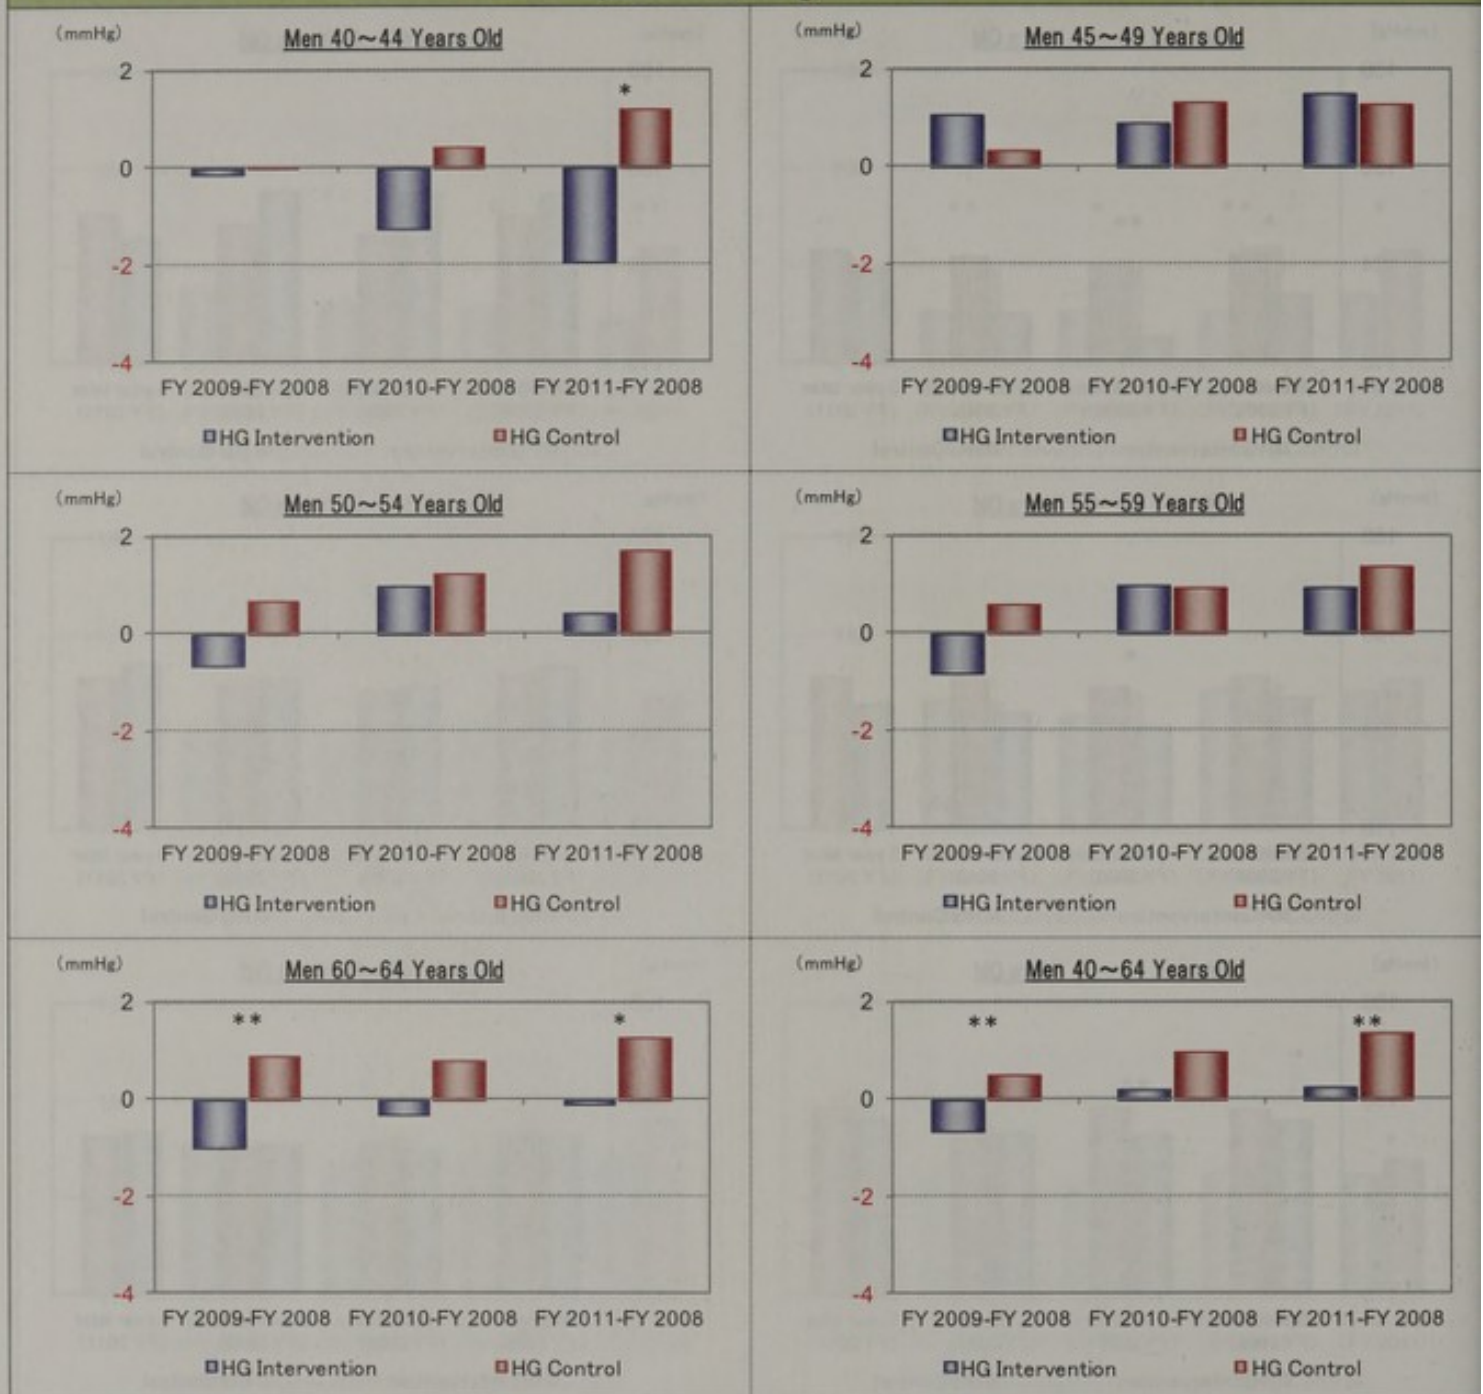 (mmHg)
Men 40～44 Years Old
2
*
0
-2
-4
FY 2009-FY 2008 FY 2010-FY 2008 FY 2011-FY 2008
HG Intervention HG Control
(mmHg)
Men 45～49 Years Old
2
0
-2
-4
FY 2009-FY 2008 FY 2010-FY 2008 FY 2011-FY 2008
HG Intervention HG Control
(mmHg)
Men 50～54 Years Old
2
0
-2
-4
FY 2009-FY 2008 FY 2010-FY 2008 FY 2011-FY 2008
HG Intervention HG Control
(mmHg)
Men 55～59 Years Old
2
0
-2
-4
FY 2009-FY 2008 FY 2010-FY 2008 FY 2011-FY 2008
HG Intervention HG Control
(mmHg)
Men 60～64 Years Old
2
** *
0
-2
-4
FY 2009-FY 2008 FY 2010-FY 2008 FY 2011-FY 2008
HG Intervention HG Control
(mmHg)
Men 40～64 Years Old
2
** **
0
-2
-4
FY 2009-FY 2008 FY 2010-FY 2008 FY 2011-FY 2008
HG Intervention HG Control